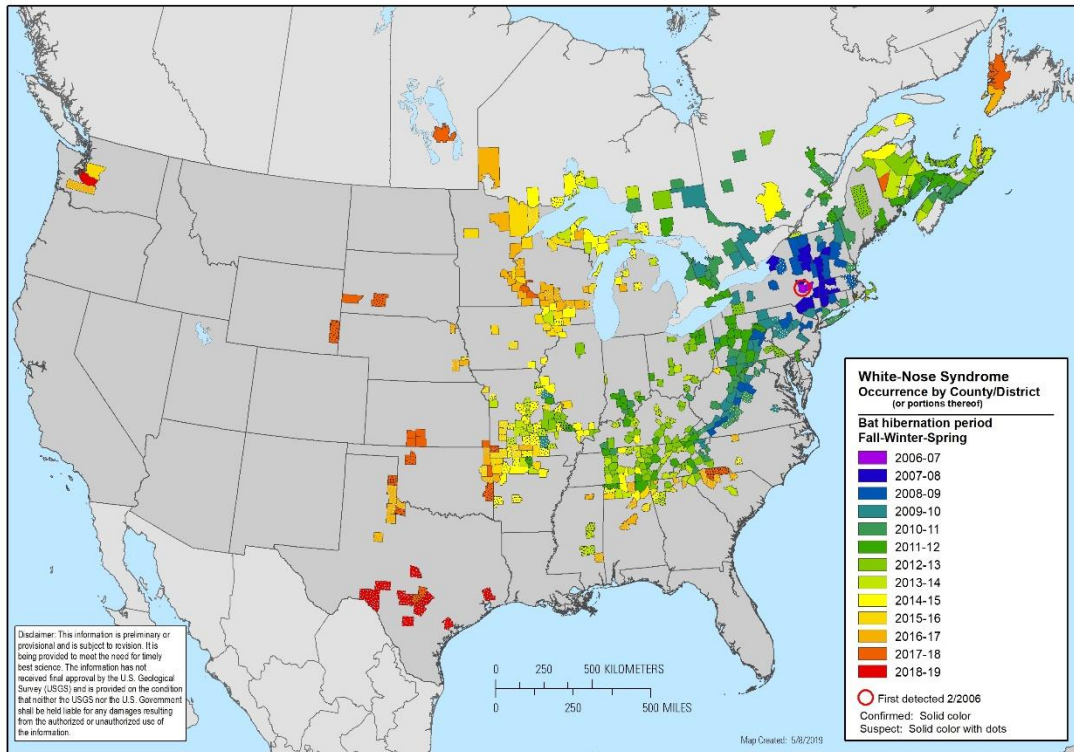 White-Nose Syndrome
Occurrence by County/District
(or portions thereof)
Bat hibernation period
Fall-Winter-Spring
2006-07
2007-08
2008-09
2009-10
2010-11
2011-12
2012-13
2013-14
2014-15
2015-16
2016-17
2017-18
2018-19
First detected 2/2006
Confirmed: Solid color
Suspect: Solid color with dots
Disclaimer: This information is preliminary or
provisional and is subject to revision. It is
being provided to meet the need for timely
best science. The information has not
received final approval by the U.S. Geological
Survey (USGS) and is provided on the condition
that neither the USGS nor the U.S. Government
shall be held liable for any damages resulting
from the authorized or unauthorized use of
the information.
0 250 500 KILOMETERS
0 250 500 MILES
Map Created: 5/8/2019